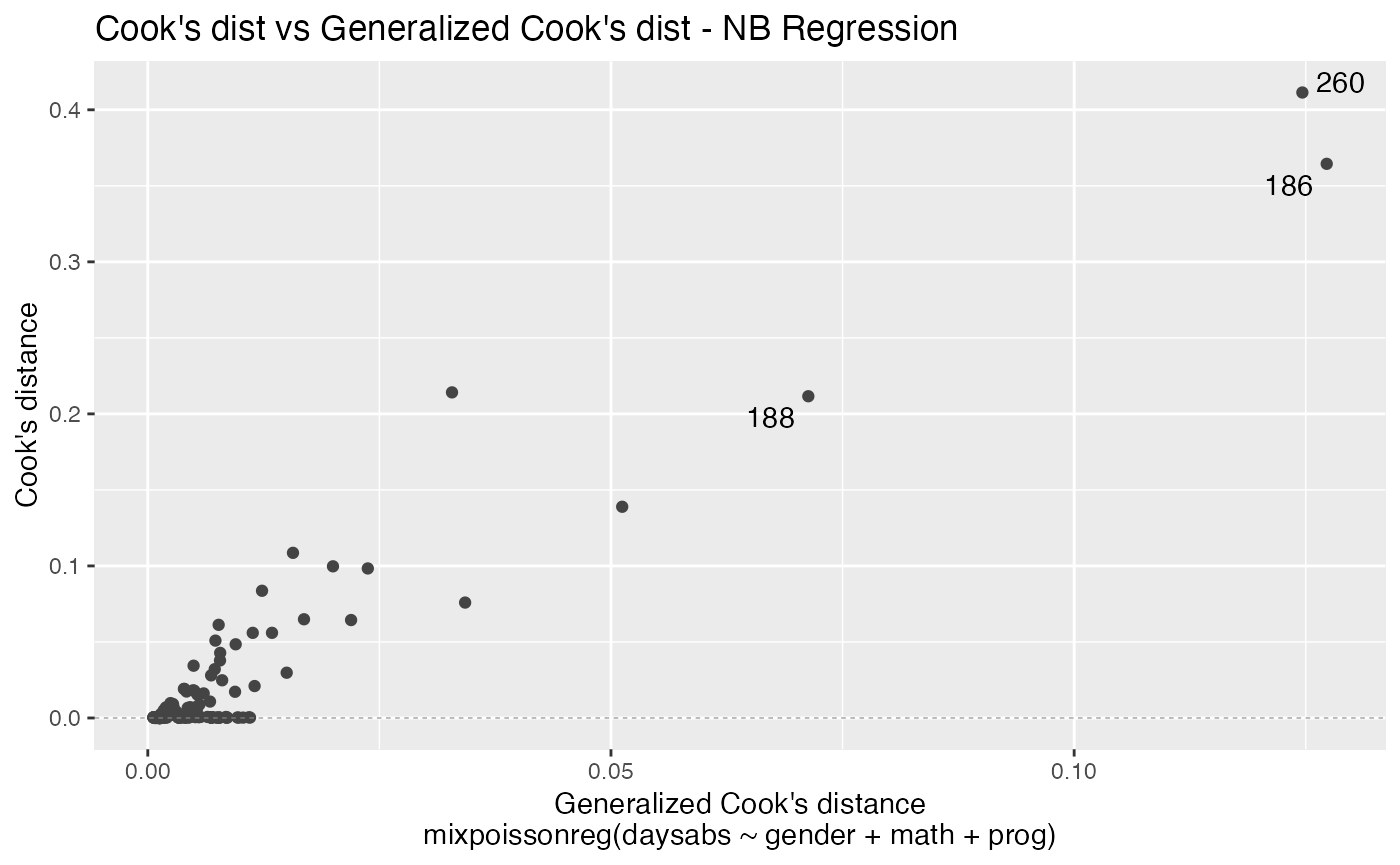 Cook's dist vs Generalized Cook's dist - NB Regression
260
0.4
186
0.3
Cook's distance
0.2
188
0.1
0.0
0.00
0.05
0.10
Generalized Cook's distance
mixpoissonreg(daysabs ~ gender + math + prog)